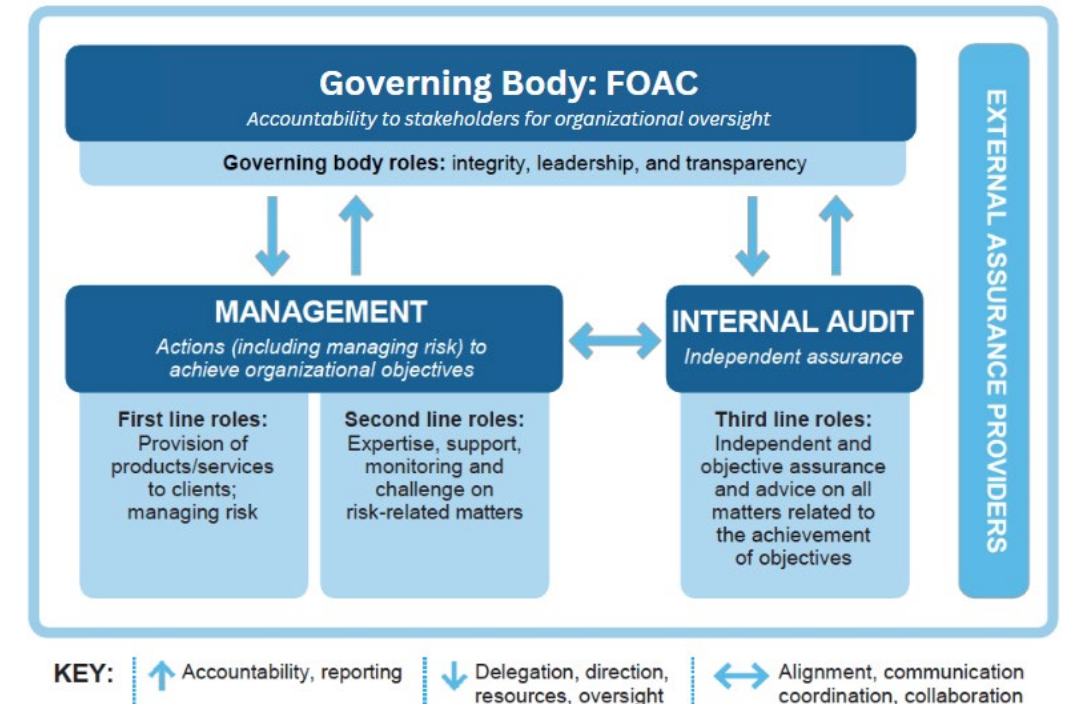 Governing Body: FOAC
Accountability to stakeholders for organizational oversight
Governing body roles: integrity, leadership, and transparency
MANAGEMENT
Actions (including managing risk) to
achieve organizational objectives
First line roles:
Provision of
products/services
to clients;
managing risk
Second line roles:
Expertise, support,
monitoring and
challenge on
risk-related matters
INTERNAL AUDIT
Independent assurance
Third line roles:
Independent and
objective assurance
and advice on all
matters related to
the achievement
of objectives
EXTERNAL ASSURANCE PROVIDERS
KEY:
Accountability, reporting
Delegation, direction,
resources, oversight
Alignment, communication
coordination, collaboration